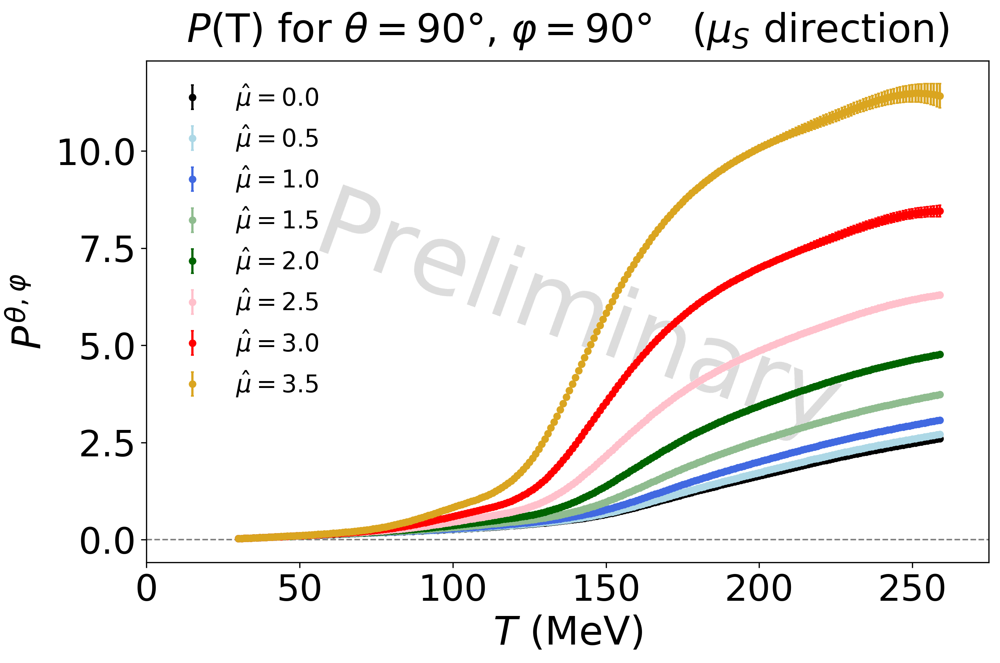 P(T) for θ = 90°, φ = 90° (μ_S direction)
μ̂ = 0.0
μ̂ = 0.5
μ̂ = 1.0
μ̂ = 1.5
μ̂ = 2.0
μ̂ = 2.5
μ̂ = 3.0
μ̂ = 3.5
Preliminary
P^{θ, φ}
10.0
7.5
5.0
2.5
0.0
0 50 100 150 200 250
T (MeV)